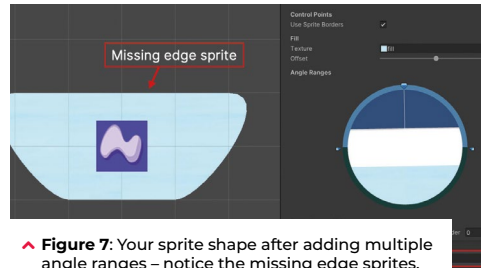 Control Points
Use Sprite Borders
Fill
Texture
fill
Offset
Angle Ranges
Missing edge sprite
0
Figure 7: Your sprite shape after adding multiple
angle ranges – notice the missing edge sprites.